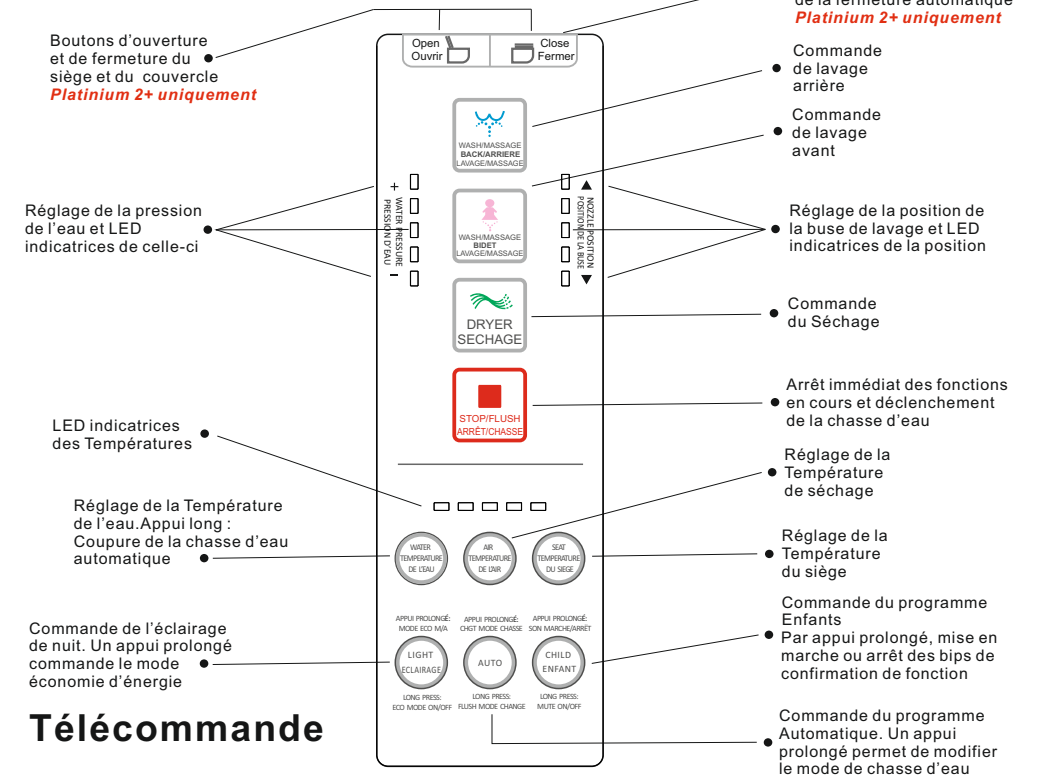 de la fermeture automatique
Platinium 2+ uniquement
Boutons d'ouverture
et de fermeture du
siège et du couvercle
Platinium 2+ uniquement
Open
Ouvrir
Close
Fermer
Commande
de lavage
arrière
WASH/MASSAGE
BACK/ARRIERE
LAVAGE/MASSAGE
Commande
de lavage
avant
Réglage de la pression
de l'eau et LED
indicatrices de celle-ci
+ WATER PRESSURE
PRESSION D'EAU –
WASH/MASSAGE
BIDET
LAVAGE/MASSAGE
▲ NOZZLE POSITION
POSITION DE LA BUSE ▼
Réglage de la position de
la buse de lavage et LED
indicatrices de la position
DRYER
SECHAGE
Commande
du Séchage
STOP/FLUSH
ARRÊT/CHASSE
Arrêt immédiat des fonctions
en cours et déclenchement
de la chasse d'eau
LED indicatrices
des Températures
Réglage de la
Température
de séchage
Réglage de la Température
de l'eau.Appui long :
Coupure de la chasse d'eau
automatique
WATER
TEMPERATURE
DE L'EAU
AIR
TEMPERATURE
DE L'AIR
SEAT
TEMPERATURE
DU SIEGE
Réglage de la
Température
du siège
Commande de l'éclairage
de nuit. Un appui prolongé
commande le mode
économie d'énergie
APPUI PROLONGÉ:
MODE ECO M/A
LIGHT
ECLAIRAGE
LONG PRESS:
ECO MODE ON/OFF
APPUI PROLONGÉ:
CHGT MODE CHASSE
AUTO
LONG PRESS:
FLUSH MODE CHANGE
APPUI PROLONGÉ:
SON MARCHE/ARRÊT
CHILD
ENFANT
LONG PRESS:
MUTE ON/OFF
Commande du programme
Enfants
Par appui prolongé, mise en
marche ou arrêt des bips de
confirmation de fonction
Télécommande
Commande du programme
Automatique. Un appui
prolongé permet de modifier
le mode de chasse d'eau